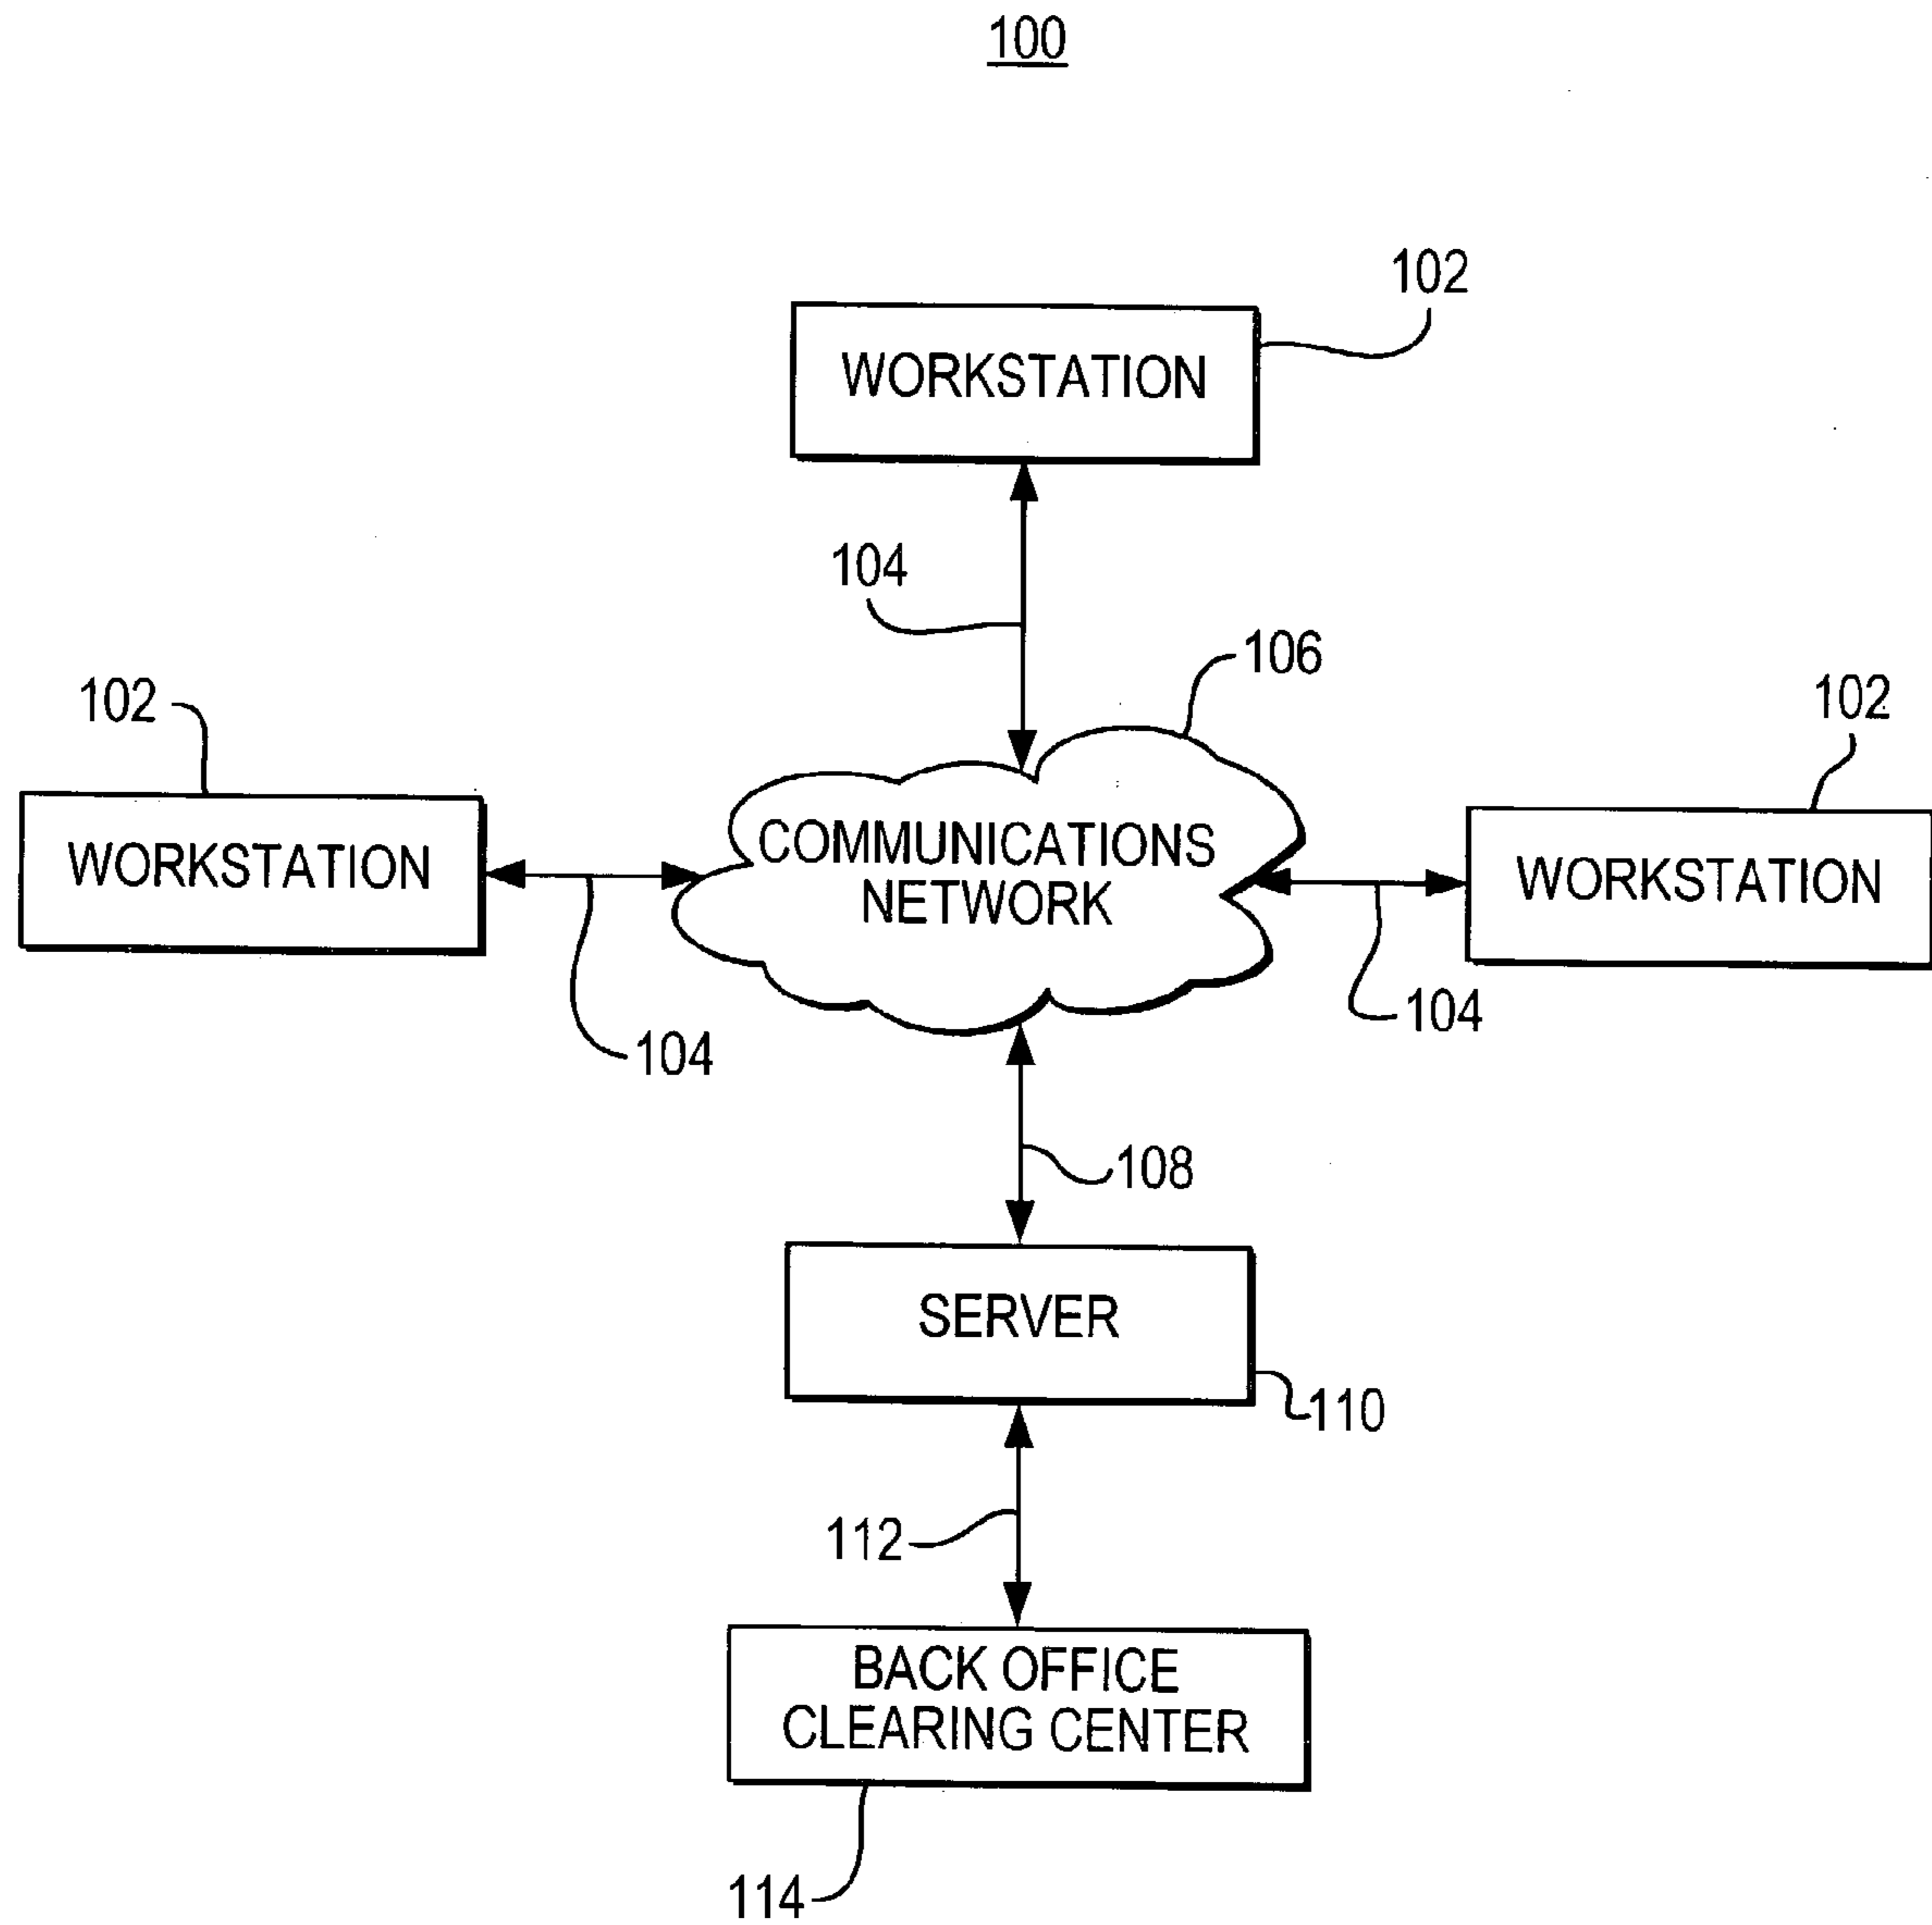 100
102
WORKSTATION
104
106
102
102
WORKSTATION
COMMUNICATIONS
NETWORK
WORKSTATION
104
104
108
SERVER
110
112
BACK OFFICE
CLEARING CENTER
114